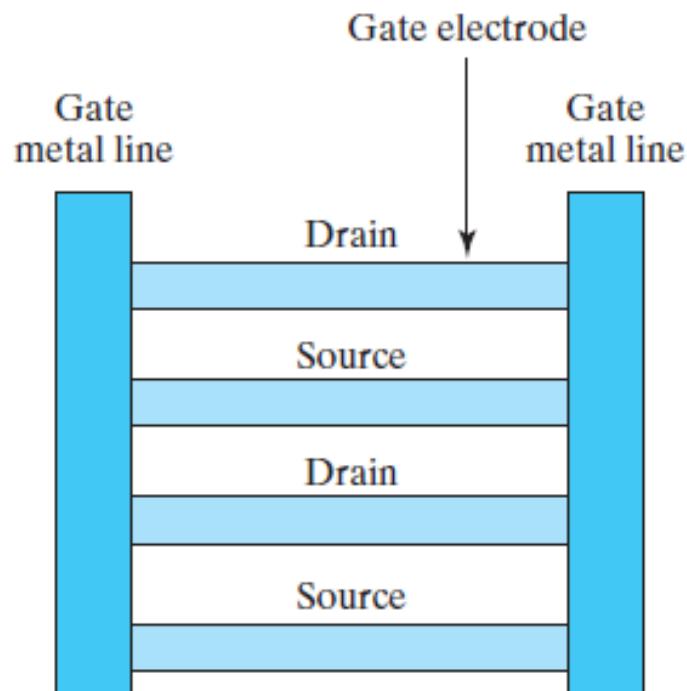 Gate electrode
Gate
metal line
Gate
metal line
Drain
Source
Drain
Source